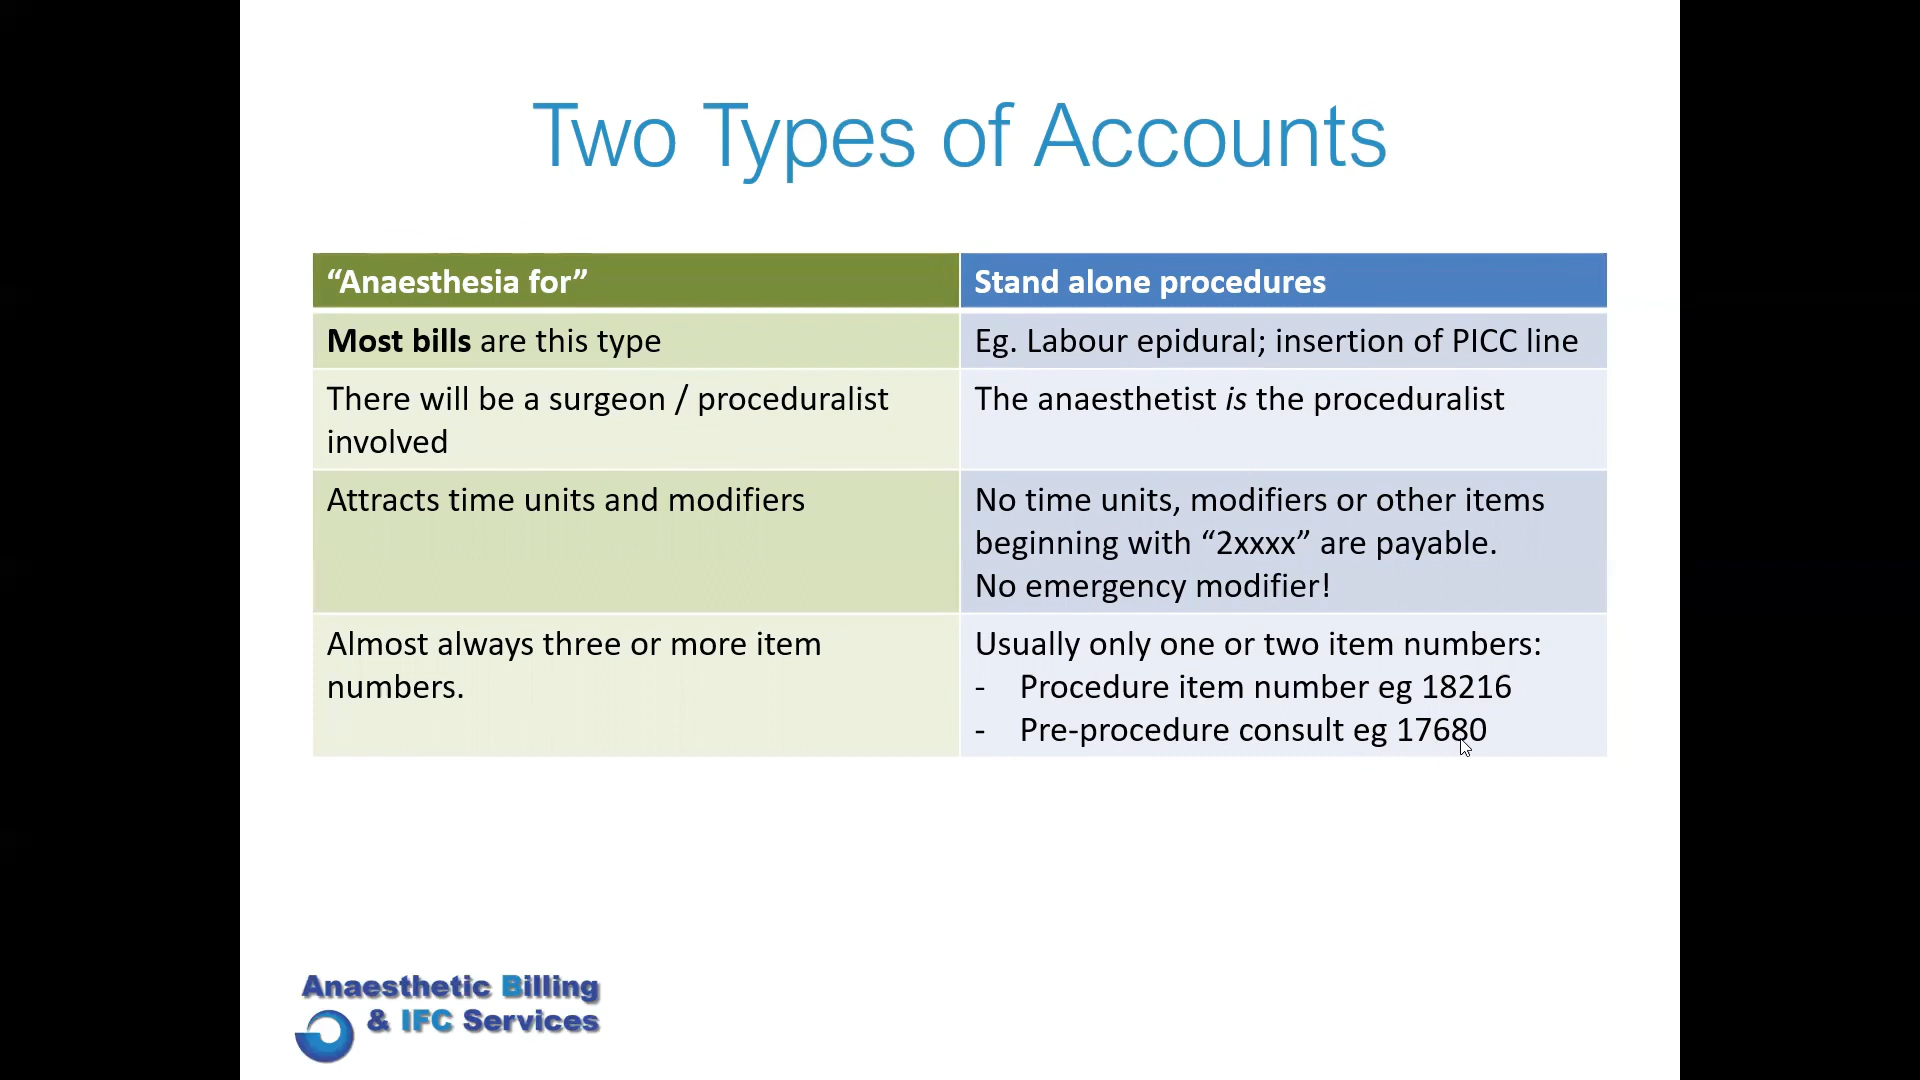 Two Types of Accounts
“Anaesthesia for”
Stand alone procedures
Most bills are this type
Eg. Labour epidural; insertion of PICC line
There will be a surgeon / proceduralist
involved
The anaesthetist is the proceduralist
Attracts time units and modifiers
No time units, modifiers or other items
beginning with “2xxxx” are payable.
No emergency modifier!
Almost always three or more item
numbers.
Usually only one or two item numbers:
- Procedure item number eg 18216
- Pre-procedure consult eg 17680
Anaesthetic Billing
& IFC Services